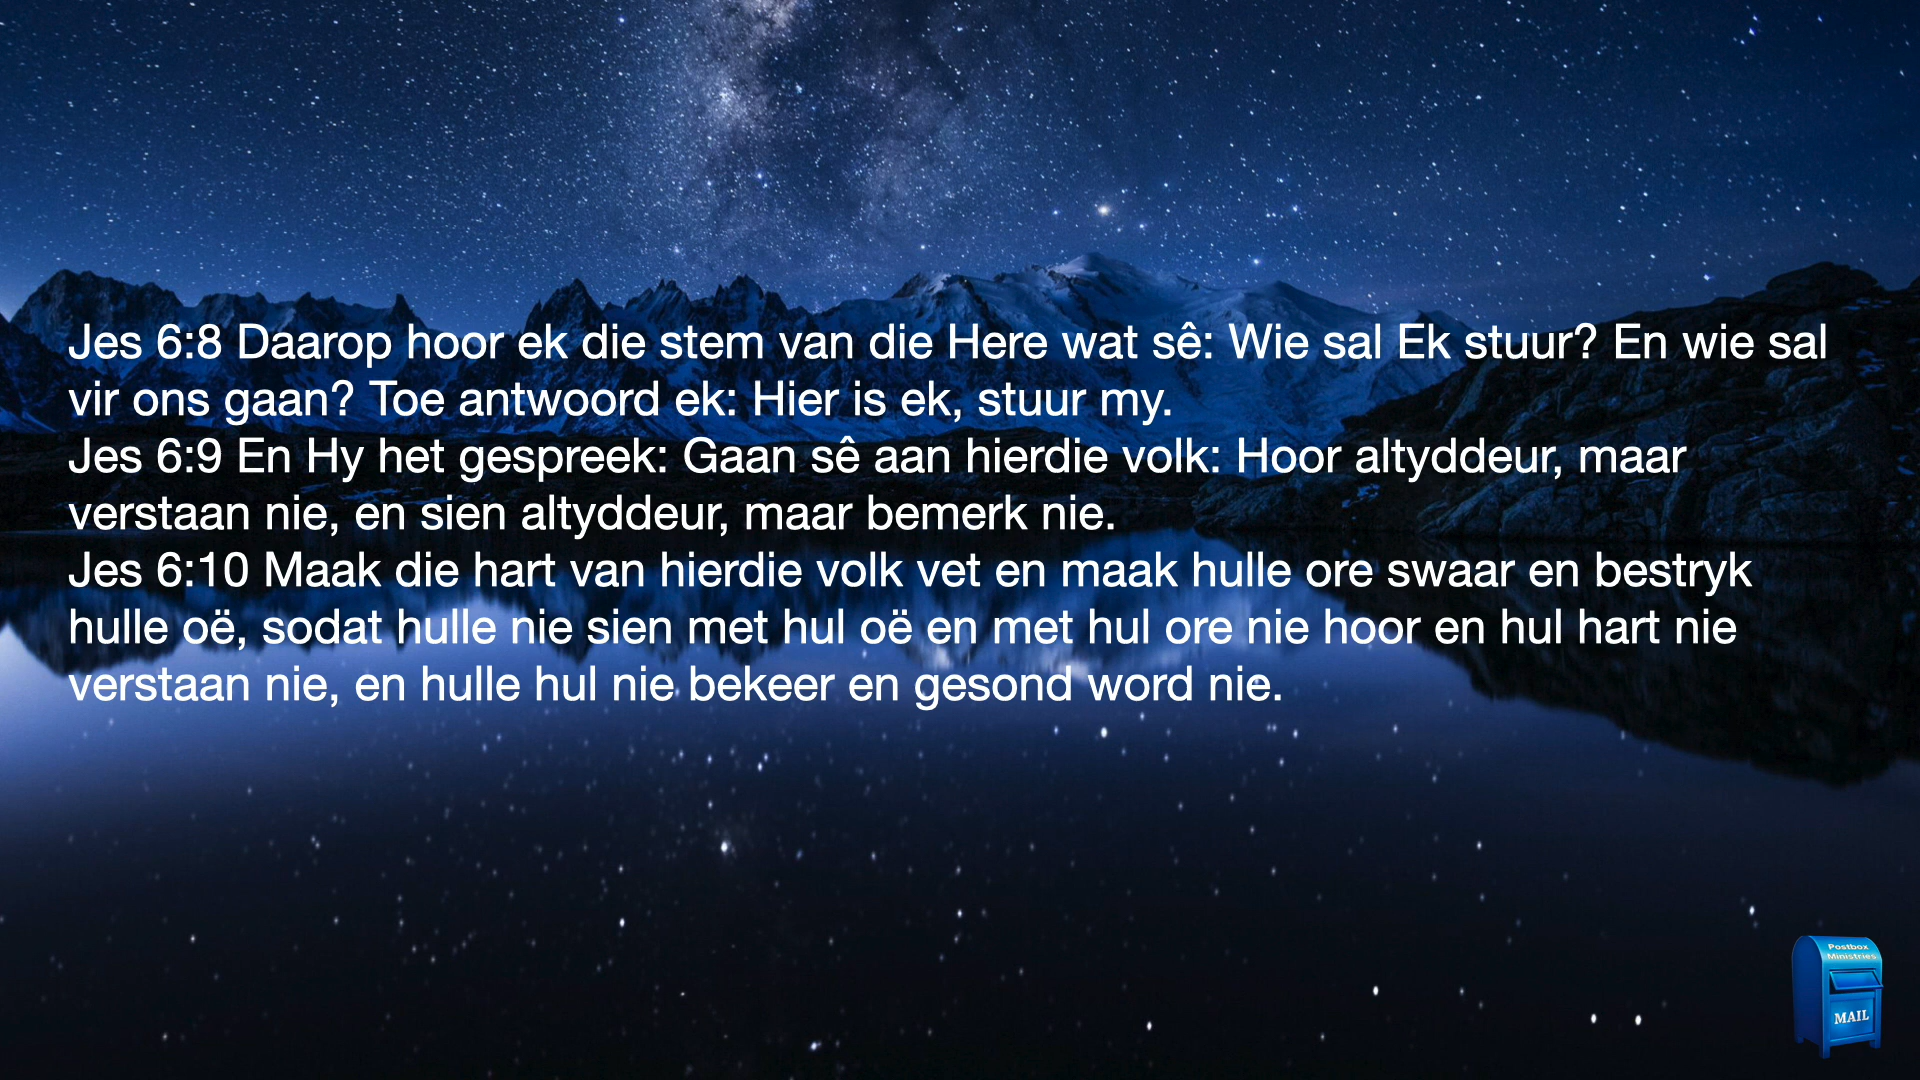 Jes 6:8 Daarop hoor ek die stem van die Here wat sê: Wie sal Ek stuur? En wie sal
vir ons gaan? Toe antwoord ek: Hier is ek, stuur my.
Jes 6:9 En Hy het gespreek: Gaan sê aan hierdie volk: Hoor altyddeur, maar
verstaan nie, en sien altyddeur, maar bemerk nie.
Jes 6:10 Maak die hart van hierdie volk vet en maak hulle ore swaar en bestryk
hulle oë, sodat hulle nie sien met hul oë en met hul ore nie hoor en hul hart nie
verstaan nie, en hulle hul nie bekeer en gesond word nie.
Postbox
Ministries
MAIL